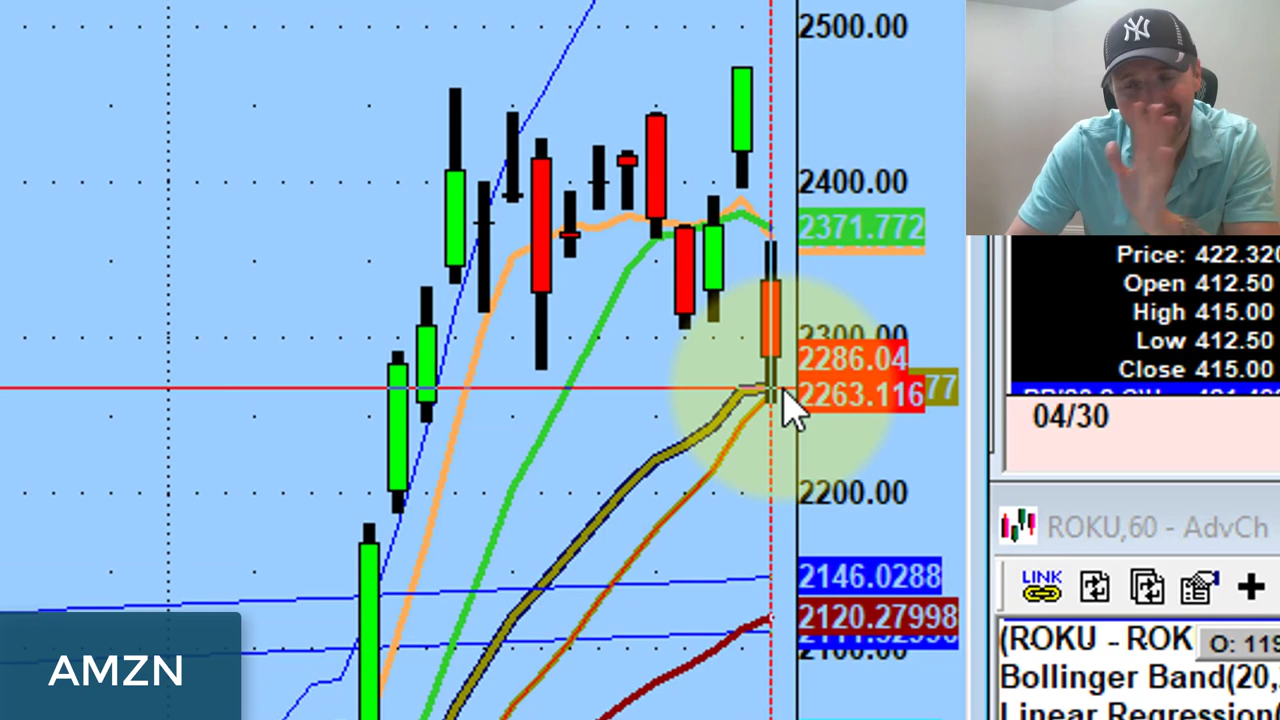 2500.00
2400.00
2371.772
2300.00
2286.04
2263.116
77
2200.00
2146.0288
2120.27998
AMZN
NY
Price: 422.320
Open 412.50
High 415.00
Low 412.50
Close 415.00
04/30
ROKU,60 - AdvCh
LINK
(ROKU - ROK
O: 119
Bollinger Band(20,
Linear Regression(